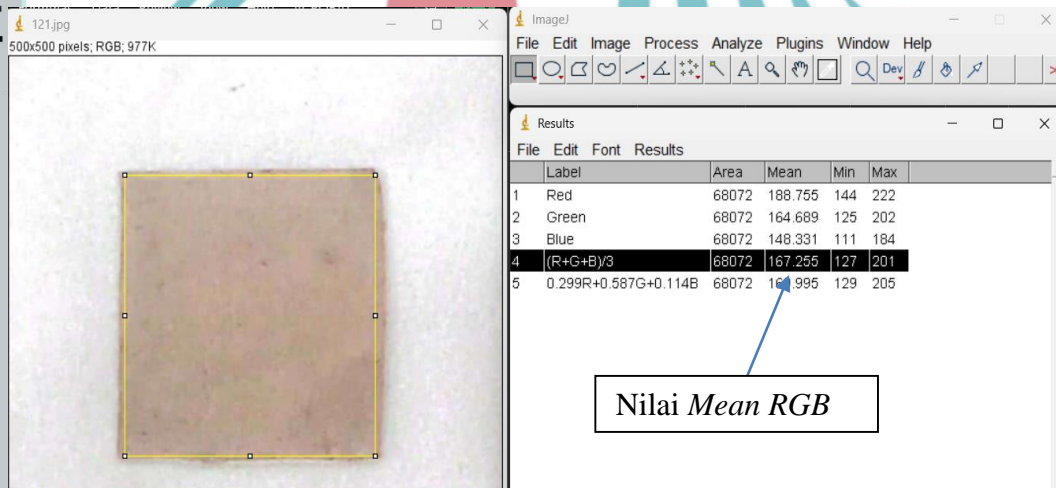 121.jpg
500x500 pixels; RGB; 977K
ImageJ
File Edit Image Process Analyze Plugins Window Help
A Dev
Results
File Edit Font Results
Label Area Mean Min Max
1 Red 68072 188.755 144 222
2 Green 68072 164.689 125 202
3 Blue 68072 148.331 111 184
4 (R+G+B)/3 68072 167.255 127 201
5 0.299R+0.587G+0.114B 68072 129 205
Nilai Mean RGB